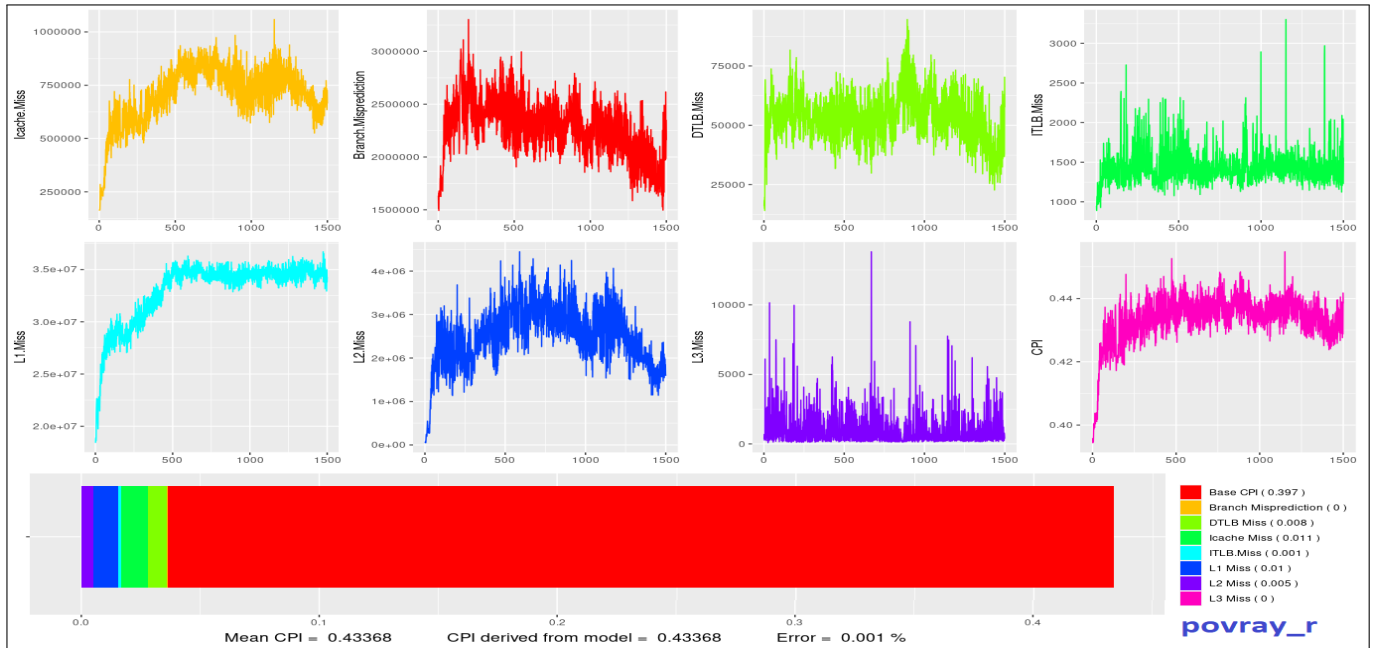 Icache.Miss
1000000
750000
500000
250000
0
500
1000
1500
Branch.Misprediction
3000000
2500000
2000000
1500000
0
500
1000
1500
DTLB.Miss
75000
50000
25000
0
500
1000
1500
ITLB.Miss
3000
2500
2000
1500
1000
0
500
1000
1500
L1.Miss
3.5e+07
3.0e+07
2.5e+07
2.0e+07
0
500
1000
1500
L2.Miss
4e+06
3e+06
2e+06
1e+06
0e+00
0
500
1000
1500
L3.Miss
10000
5000
0
0
500
1000
1500
CPI
0.44
0.42
0.40
0
500
1000
1500
Base CPI ( 0.397 )
Branch Misprediction ( 0 )
DTLB Miss ( 0.008 )
Icache Miss ( 0.011 )
ITLB.Miss ( 0.001 )
L1 Miss ( 0.01 )
L2 Miss ( 0.005 )
L3 Miss ( 0 )
0.0
0.1
0.2
0.3
0.4
Mean CPI = 0.43368
CPI derived from model = 0.43368
Error = 0.001 %
povray_r